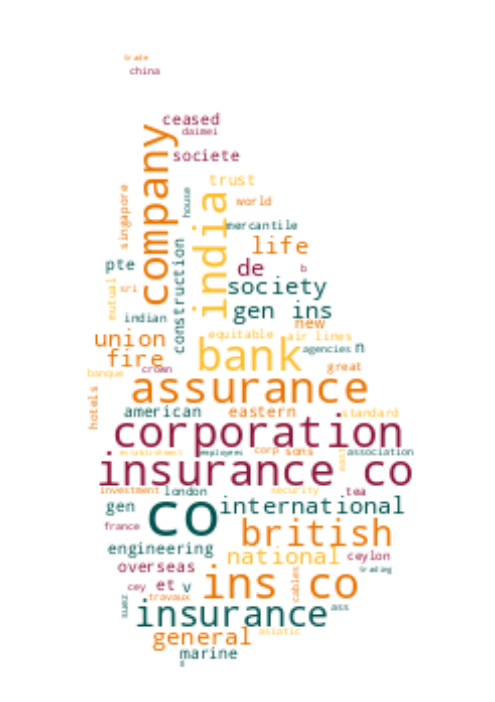 trade
china
ceased
daimei
company
societe
trust
singapore
house
india
world
mercantile
life
construction
pte
de
b
society
mutual
sri
gen ins
indian
new
union
equitable
air lines
fire
bank
agencies
n
crown
great
banque
assurance
hotels
american
eastern
standard
corporation
establishment
employees
corp
sons
east
association
insurance co
investment
london
security
tea
gen
co
international
france
british
engineering
national
ceylon
overseas
trading
cey
et
v
ins co
cables
travaux
suez
insurance
ass
general
asiatic
marine